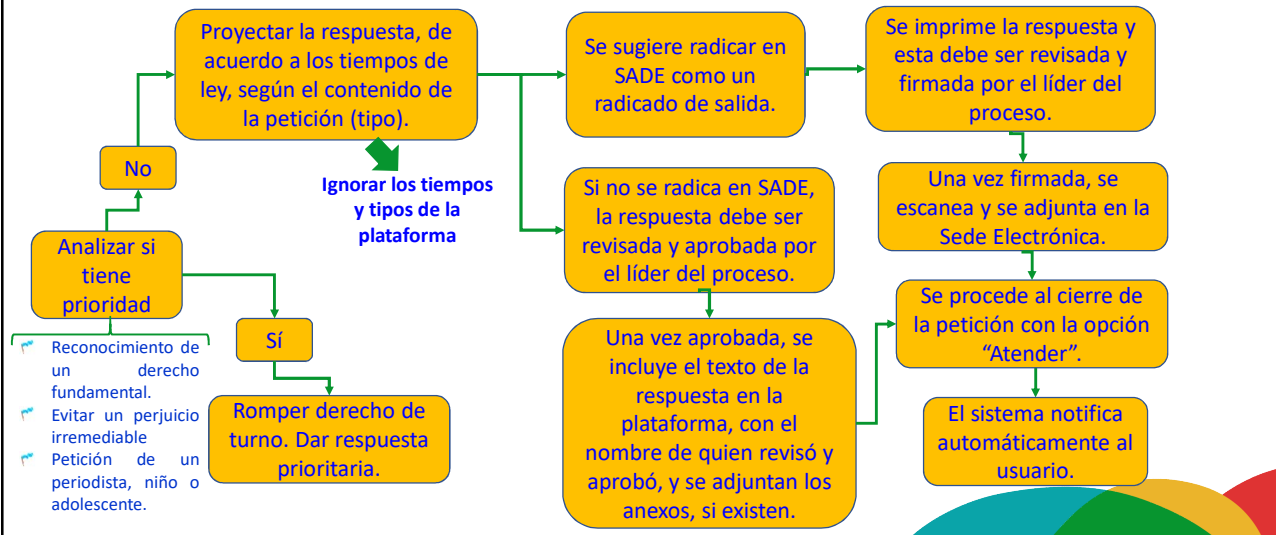 Proyectar la respuesta, de
acuerdo a los tiempos de
ley, según el contenido de
la petición (tipo).
Ignorar los tiempos
y tipos de la
plataforma
No
Analizar si
tiene
prioridad
Reconocimiento de
un derecho
fundamental.
Evitar un perjuicio
irremediable
Petición de un
periodista, niño o
adolescente.
Sí
Romper derecho de
turno. Dar respuesta
prioritaria.
Se sugiere radicar en
SADE como un
radicado de salida.
Si no se radica en SADE,
la respuesta debe ser
revisada y aprobada por
el líder del proceso.
Una vez aprobada, se
incluye el texto de la
respuesta en la
plataforma, con el
nombre de quien revisó y
aprobó, y se adjuntan los
anexos, si existen.
Se imprime la respuesta y
esta debe ser revisada y
firmada por el líder del
proceso.
Una vez firmada, se
escanea y se adjunta en la
Sede Electrónica.
Se procede al cierre de
la petición con la opción
“Atender”.
El sistema notifica
automáticamente al
usuario.